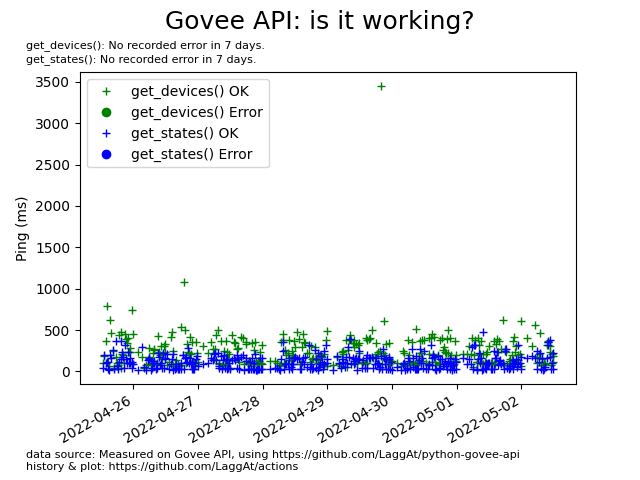 Govee API: is it working?
get_devices(): No recorded error in 7 days.
get_states(): No recorded error in 7 days.
get_devices() OK
get_devices() Error
get_states() OK
get_states() Error
Ping (ms)
3500
3000
2500
2000
1500
1000
500
0
2022-04-26
2022-04-27
2022-04-28
2022-04-29
2022-04-30
2022-05-01
2022-05-02
data source: Measured on Govee API, using https://github.com/LaggAt/python-govee-api
history & plot: https://github.com/LaggAt/actions